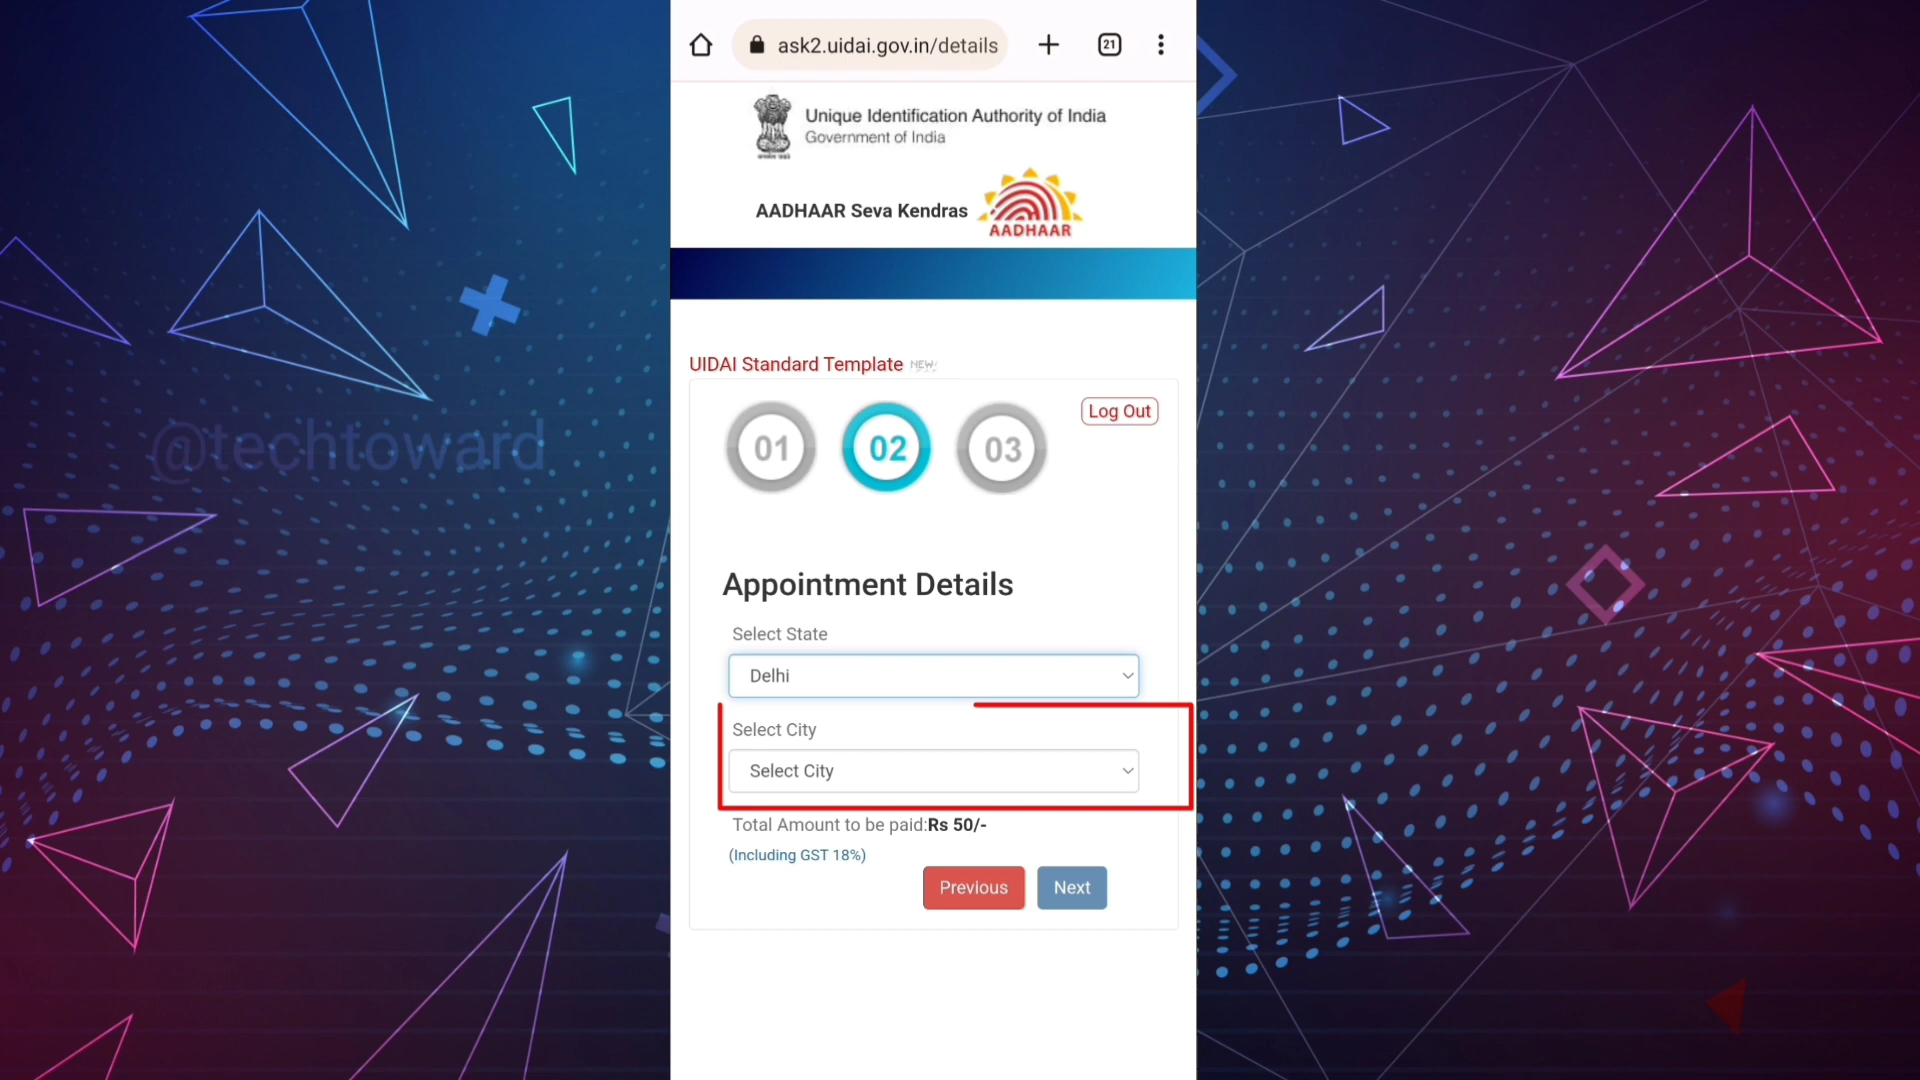 ask2.uidai.gov.in/details
21
Unique Identification Authority of India
Government of India
AADHAAR Seva Kendras
AADHAAR
UIDAI Standard Template NEW
Log Out
01
02
03
@techtoward
Appointment Details
Select State
Delhi
Select City
Select City
Total Amount to be paid:Rs 50/-
(Including GST 18%)
Previous
Next